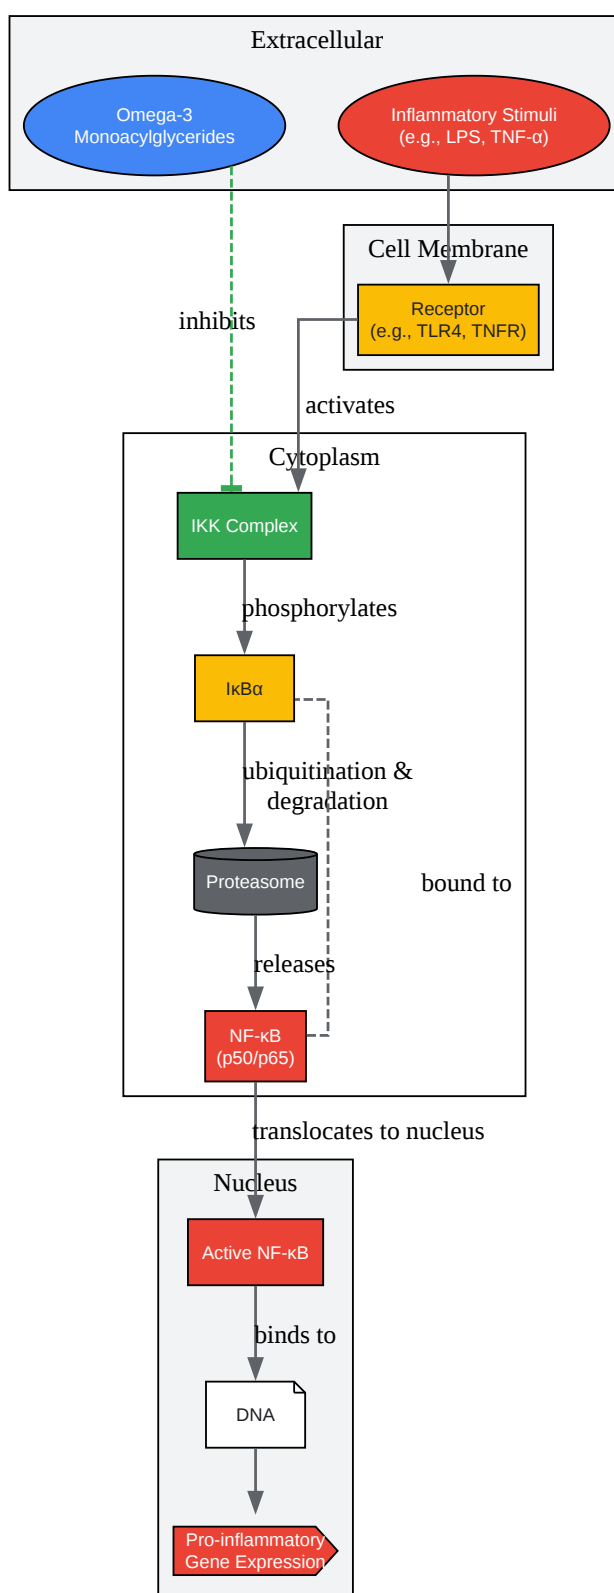 Extracellular
Omega-3
Monoacylglycerides
Inflammatory Stimuli
(e.g., LPS, TNF-α)
Cell Membrane
Receptor
(e.g., TLR4, TNFR)
inhibits
activates
Cytoplasm
IKK Complex
phosphorylates
IκBα
ubiquitination &
degradation
Proteasome
bound to
releases
NF-κB
(p50/p65)
translocates to nucleus
Nucleus
Active NF-κB
binds to
DNA
Pro-inflammatory
Gene Expression